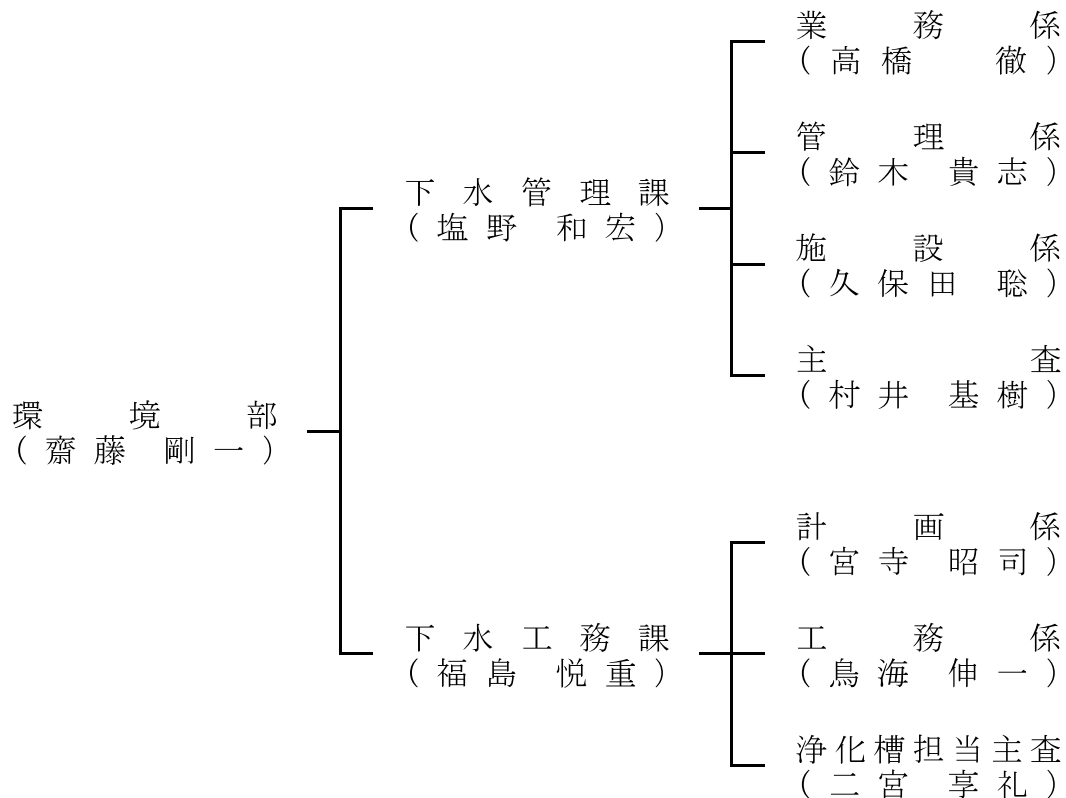 環境部
(齋藤 剛一)
下水管理課
(塩野 和宏)
業務係
(高橋 徹)
管理係
(鈴木 貴志)
施設係
(久保田 聡)
主査
(村井 基樹)
下水工務課
(福島 悦重)
計画係
(宮寺 昭司)
工務係
(鳥海 伸一)
浄化槽担当主査
(二宮 享礼)